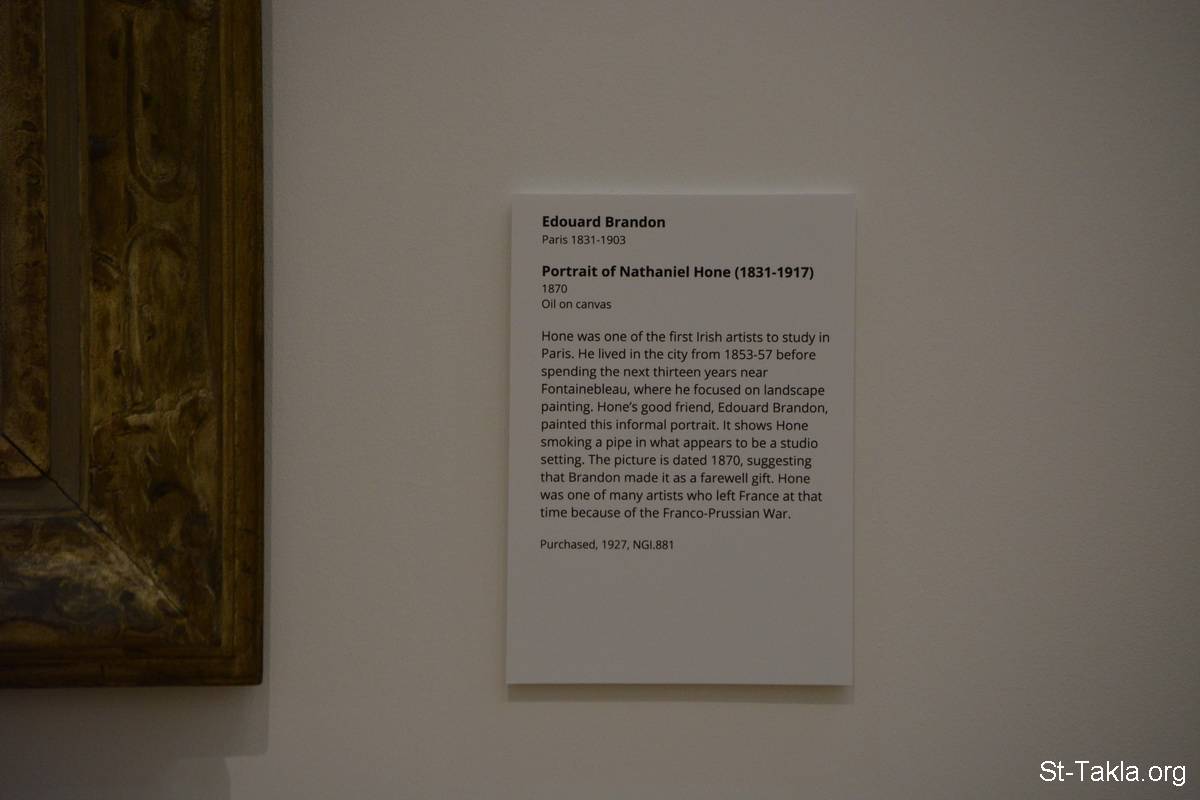 Edouard Brandon
Paris 1831-1903
Portrait of Nathaniel Hone (1831-1917)
1870
Oil on canvas
Hone was one of the first Irish artists to study in
Paris. He lived in the city from 1853-57 before
spending the next thirteen years near
Fontainebleau, where he focused on landscape
painting. Hone’s good friend, Edouard Brandon,
painted this informal portrait. It shows Hone
smoking a pipe in what appears to be a studio
setting. The picture is dated 1870, suggesting
that Brandon made it as a farewell gift. Hone
was one of many artists who left France at that
time because of the Franco-Prussian War.
Purchased, 1927, NGI.881
St-Takla.org